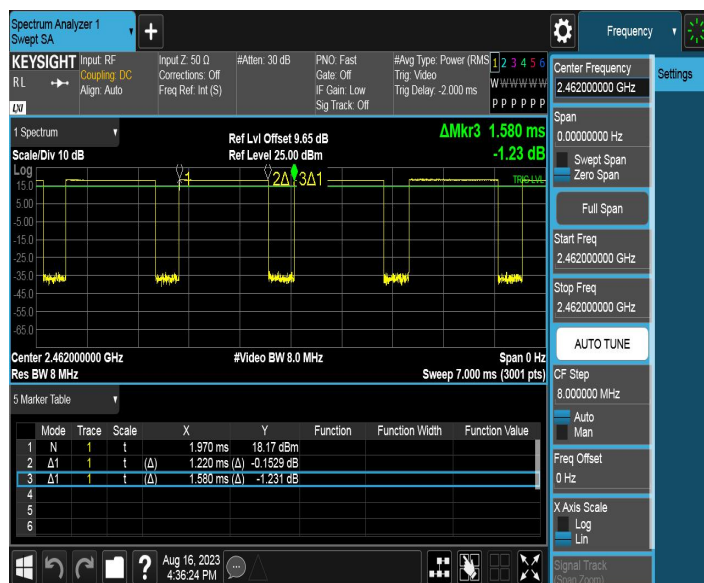 Spectrum Analyzer 1
Swept SA
Frequency
KEYSIGHT
R L
LXI
Input: RF
Coupling: DC
Align: Auto
Input Z: 50 Ω
Corrections: Off
Freq Ref: Int (S)
#Atten: 30 dB
PNO: Fast
Gate: Off
IF Gain: Low
Sig Track: Off
#Avg Type: Power (RMS
Trig: Video
Trig Delay: -2.000 ms
1 2 3 4 5 6
W W W W W W
P P P P P P
Center Frequency
2.462000000 GHz
Settings
Span
0.00000000 Hz
Swept Span
Zero Span
Full Span
Start Freq
2.462000000 GHz
Stop Freq
2.462000000 GHz
AUTO TUNE
CF Step
8.000000 MHz
Auto
Man
Freq Offset
0 Hz
X Axis Scale
Log
Lin
Signal Track
(Span Zoom)
1 Spectrum
Scale/Div 10 dB
Ref Lvl Offset 9.65 dB
Ref Level 25.00 dBm
ΔMkr3 1.580 ms
-1.23 dB
Log
15.0
5.00
-5.00
-15.0
-25.0
-35.0
-45.0
-55.0
-65.0
1
2Δ1
3Δ1
TRIG LVL
Center 2.462000000 GHz
#Video BW 8.0 MHz
Span 0 Hz
Res BW 8 MHz
Sweep 7.000 ms (3001 pts)
5 Marker Table
Mode Trace Scale X Y Function Function Width Function Value
1 N 1 t 1.970 ms 18.17 dBm
2 Δ1 1 t (Δ) 1.220 ms (Δ) -0.1529 dB
3 Δ1 1 t (Δ) 1.580 ms (Δ) -1.231 dB
4
5
6
?
Aug 16, 2023
4:36:24 PM